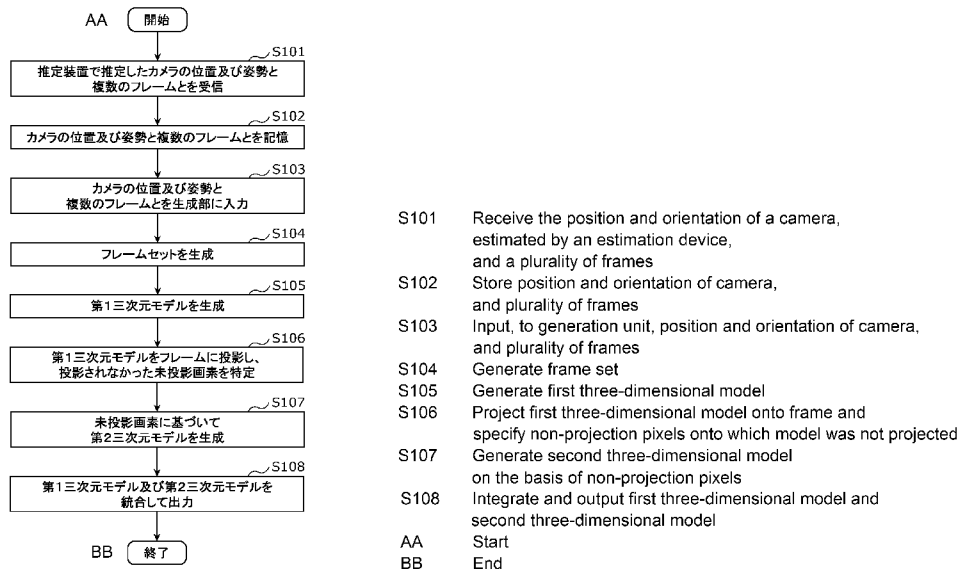 AA 開始
S101
推定装置で推定したカメラの位置及び姿勢と
複数のフレームとを受信
S102
カメラの位置及び姿勢と複数のフレームとを記憶
S103
カメラの位置及び姿勢と
複数のフレームとを生成部に入力
S104
フレームセットを生成
S105
第1三次元モデルを生成
S106
第1三次元モデルをフレームに投影し、
投影されなかった未投影画素を特定
S107
未投影画素に基づいて
第2三次元モデルを生成
S108
第1三次元モデル及び第2三次元モデルを
統合して出力
BB 終了
S101 Receive the position and orientation of a camera,
estimated by an estimation device,
and a plurality of frames
S102 Store position and orientation of camera,
and plurality of frames
S103 Input, to generation unit, position and orientation of camera,
and plurality of frames
S104 Generate frame set
S105 Generate first three-dimensional model
S106 Project first three-dimensional model onto frame and
specify non-projection pixels onto which model was not projected
S107 Generate second three-dimensional model
on the basis of non-projection pixels
S108 Integrate and output first three-dimensional model and
second three-dimensional model
AA Start
BB End